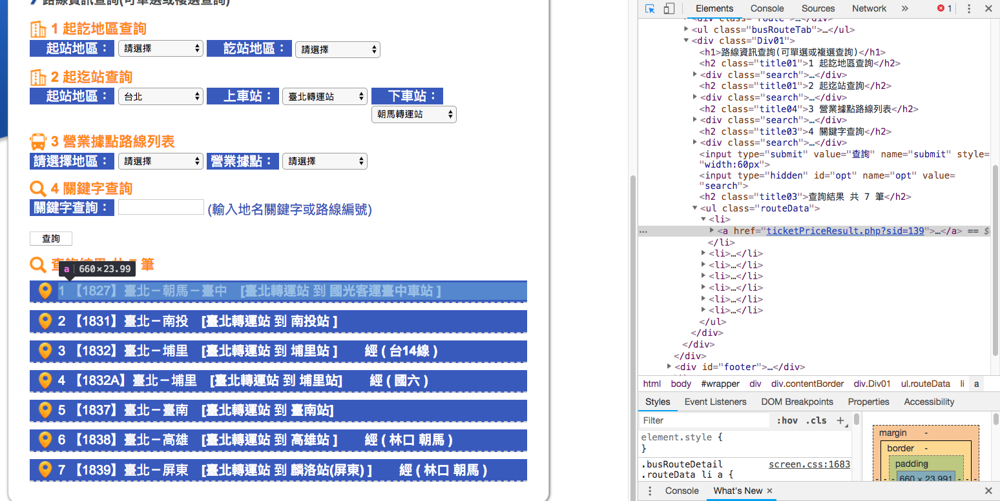 路線資訊查詢(可單選或複選查詢)
1 起訖地區查詢
起站地區： 請選擇 訖站地區： 請選擇
2 起迄站查詢
起站地區： 台北 上車站： 臺北轉運站 下車站：
朝馬轉運站
3 營業據點路線列表
請選擇地區： 請選擇 營業據點： 請選擇
4 關鍵字查詢
關鍵字查詢： (輸入地名關鍵字或路線編號)
查詢
查詢結果 共 7 筆
a 660×23.99
1 【1827】臺北－朝馬－臺中 [臺北轉運站 到 國光客運臺中車站 ]
2 【1831】臺北－南投 [臺北轉運站 到 南投站 ]
3 【1832】臺北－埔里 [臺北轉運站 到 埔里站 ] 經 ( 台14線 )
4 【1832A】臺北－埔里 [臺北轉運站 到 埔里站] 經 ( 國六 )
5 【1837】臺北－臺南 [臺北轉運站 到 臺南站]
6 【1838】臺北－高雄 [臺北轉運站 到 高雄站 ] 經 ( 林口 朝馬 )
7 【1839】臺北－屏東 [臺北轉運站 到 麟洛站(屏東) ] 經 ( 林口 朝馬 )
Elements Console Sources Network » 1
<div class="route">…</div>
<ul class="busRouteTab">…</ul>
<div class="Div01">
<h1>路線資訊查詢(可單選或複選查詢)</h1>
<h2 class="title01">1 起訖地區查詢</h2>
<div class="search">…</div>
<h2 class="title01">2 起迄站查詢</h2>
<div class="search">…</div>
<h2 class="title04">3 營業據點路線列表</h2>
<div class="search">…</div>
<h2 class="title03">4 關鍵字查詢</h2>
<div class="search">…</div>
<input type="submit" value="查詢" name="submit" style=
"width:60px">
<input type="hidden" id="opt" name="opt" value=
"search">
<h2 class="title03">查詢結果 共 7 筆</h2>
<ul class="routeData">
<li>
… <a href="ticketPriceResult.php?sid=139">…</a> == $
</li>
<li>…</li>
<li>…</li>
<li>…</li>
<li>…</li>
<li>…</li>
<li>…</li>
</ul>
</div>
</div>
</div>
<div id="footer">…</div>
html body #wrapper div div.contentBorder div.Div01 ul.routeData li a
Styles Event Listeners DOM Breakpoints Properties Accessibility
Filter :hov .cls +
element.style {
}
.busRouteDetail screen.css:1683
.routeData li a {
margin -
border -
padding -
660 × 23.991
Console What's New ×